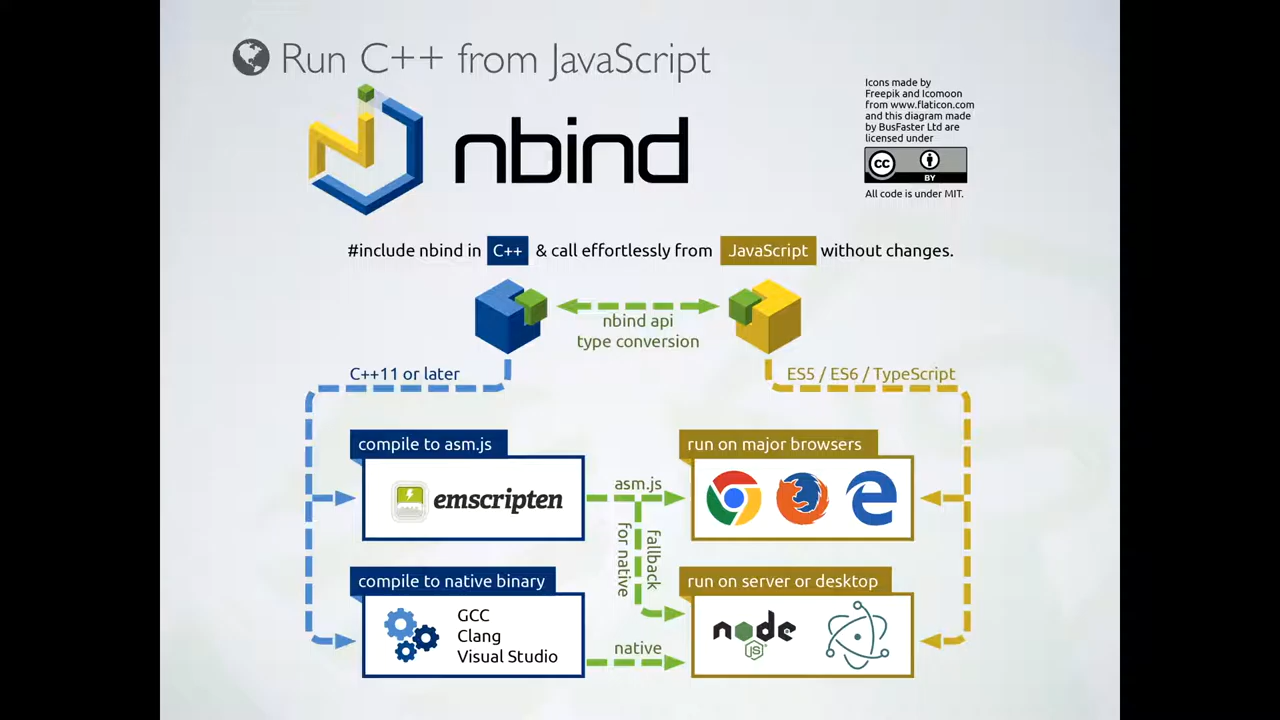 Run C++ from JavaScript
Icons made by
Freepik and Icomoon
from www.flaticon.com
and this diagram made
by BusFaster Ltd are
licensed under
nbind
cc
BY
All code is under MIT.
#include nbind in C++ & call effortlessly from JavaScript without changes.
nbind api
type conversion
C++11 or later
ES5 / ES6 / TypeScript
compile to asm.js
run on major browsers
emscripten
asm.js
fallback
for native
compile to native binary
run on server or desktop
GCC
Clang
Visual Studio
native
node
JS